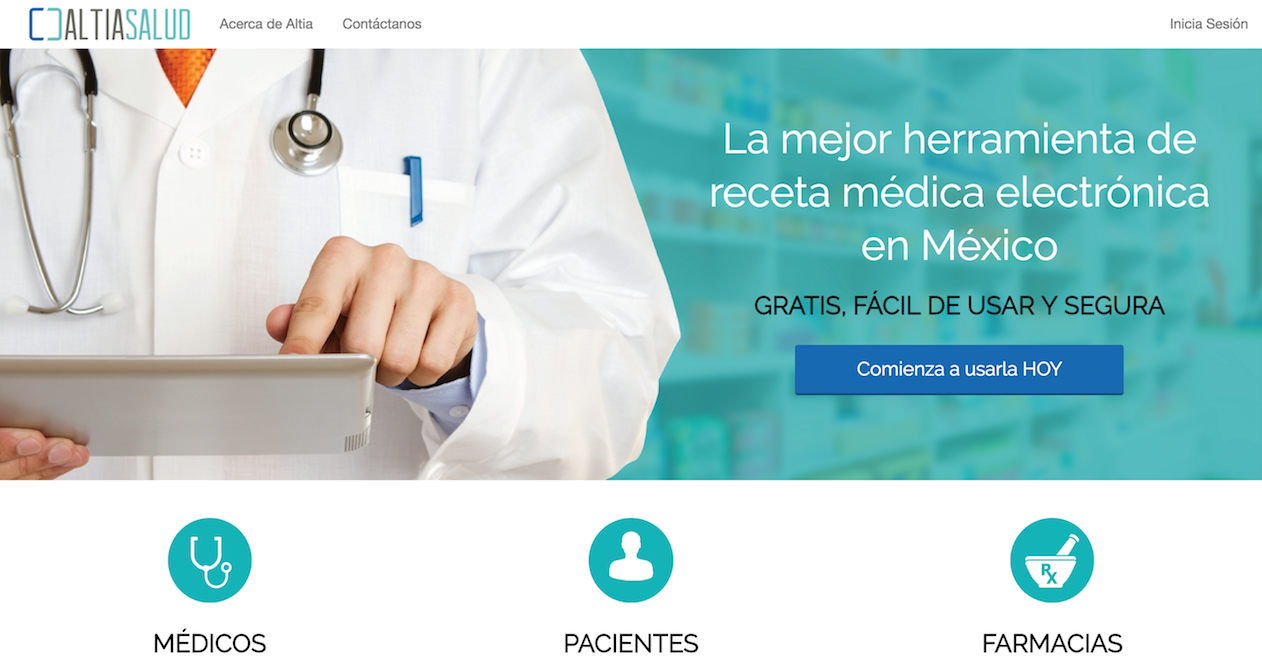 ALTIASALUD
Acerca de Altia
Contáctanos
Inicia Sesión
La mejor herramienta de
receta médica electrónica
en México
GRATIS, FÁCIL DE USAR Y SEGURA
Comienza a usarla HOY
RX
MÉDICOS
PACIENTES
FARMACIAS